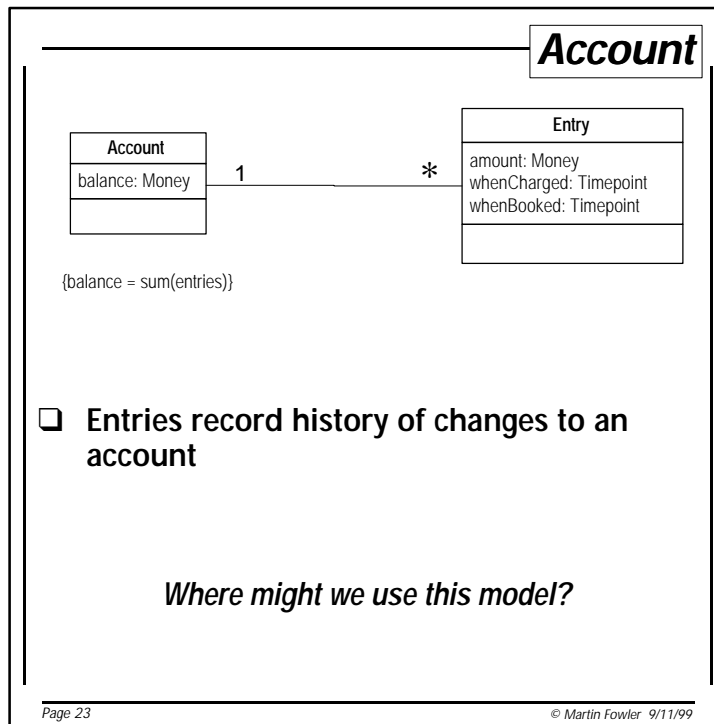 Account
Account
balance: Money
1
*
Entry
amount: Money
whenCharged: Timepoint
whenBooked: Timepoint
{balance = sum(entries)}
❑ Entries record history of changes to an
account
Where might we use this model?
Page 23
© Martin Fowler 9/11/99